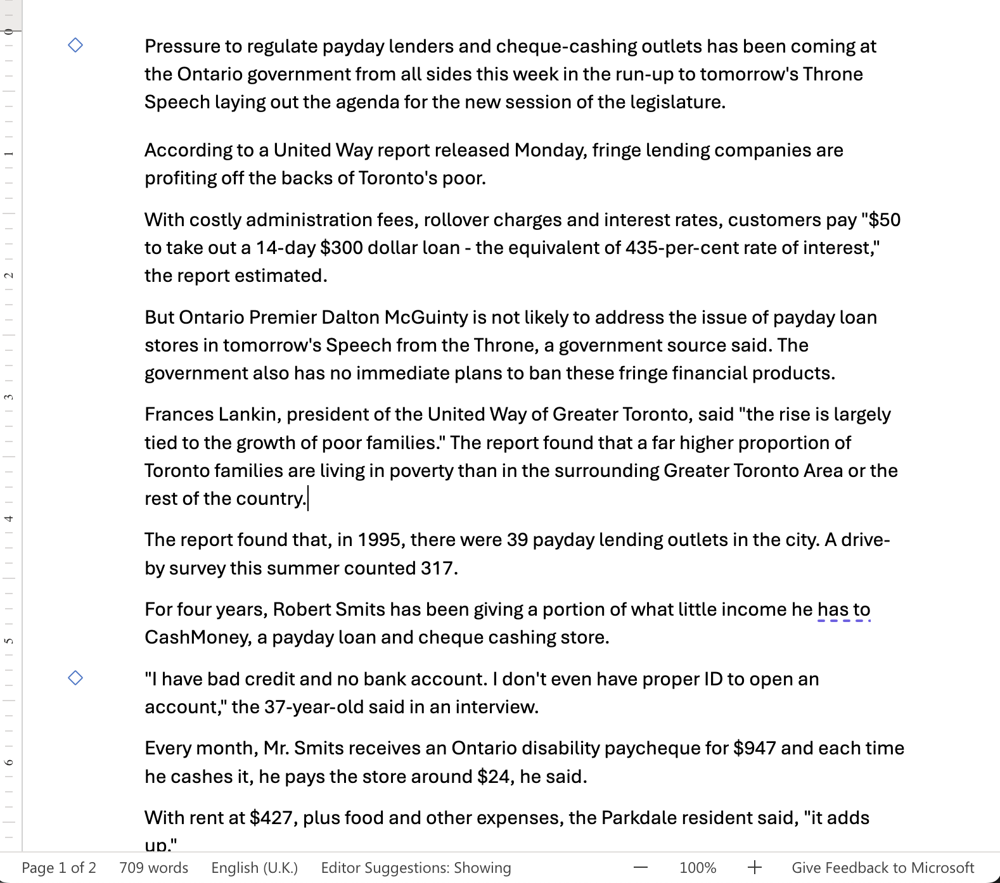 Pressure to regulate payday lenders and cheque-cashing outlets has been coming at
the Ontario government from all sides this week in the run-up to tomorrow's Throne
Speech laying out the agenda for the new session of the legislature.
According to a United Way report released Monday, fringe lending companies are
profiting off the backs of Toronto's poor.
With costly administration fees, rollover charges and interest rates, customers pay "$50
to take out a 14-day $300 dollar loan - the equivalent of 435-per-cent rate of interest,"
the report estimated.
But Ontario Premier Dalton McGuinty is not likely to address the issue of payday loan
stores in tomorrow's Speech from the Throne, a government source said. The
government also has no immediate plans to ban these fringe financial products.
Frances Lankin, president of the United Way of Greater Toronto, said "the rise is largely
tied to the growth of poor families." The report found that a far higher proportion of
Toronto families are living in poverty than in the surrounding Greater Toronto Area or the
rest of the country.
The report found that, in 1995, there were 39 payday lending outlets in the city. A drive-
by survey this summer counted 317.
For four years, Robert Smits has been giving a portion of what little income he has to
CashMoney, a payday loan and cheque cashing store.
"I have bad credit and no bank account. I don't even have proper ID to open an
account," the 37-year-old said in an interview.
Every month, Mr. Smits receives an Ontario disability paycheque for $947 and each time
he cashes it, he pays the store around $24, he said.
With rent at $427, plus food and other expenses, the Parkdale resident said, "it adds
up."
0
1
2
3
4
5
6
Page 1 of 2 709 words English (U.K.) Editor Suggestions: Showing 100% Give Feedback to Microsoft